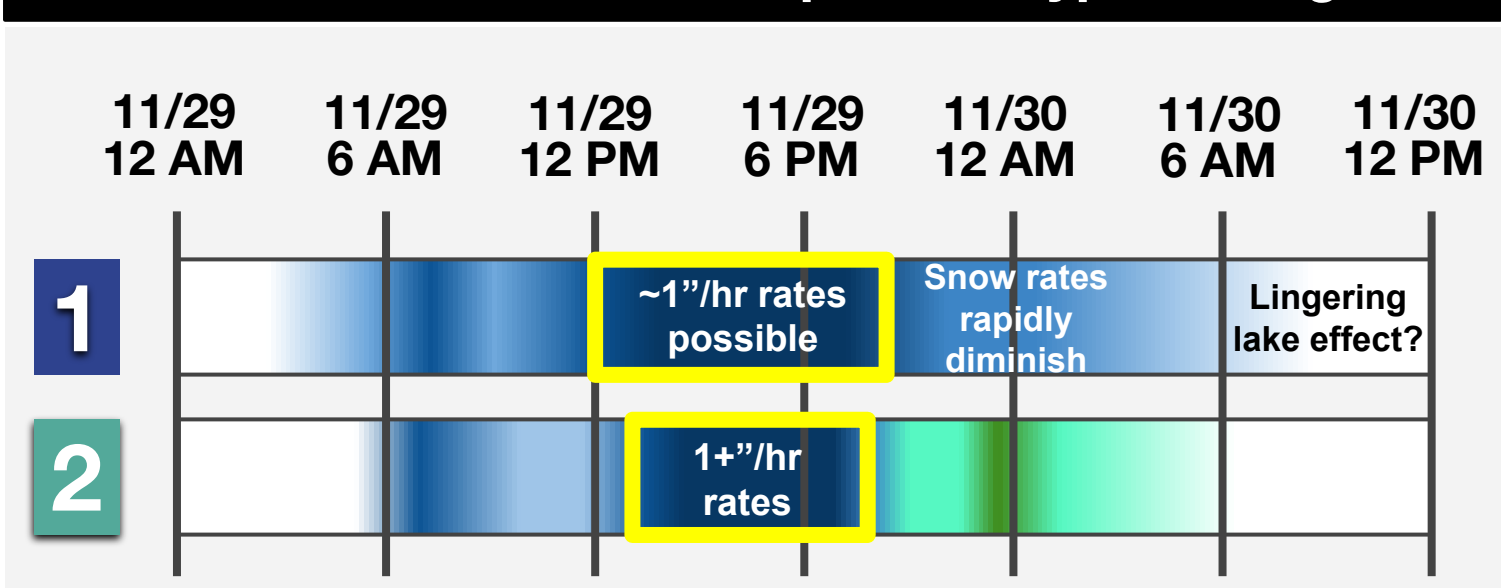 11/29 11/29 11/29 11/29 11/30 11/30 11/30
12 AM 6 AM 12 PM 6 PM 12 AM 6 AM 12 PM
1
~1”/hr rates
possible
Snow rates
rapidly
diminish
Lingering
lake effect?
2
1+”/hr
rates